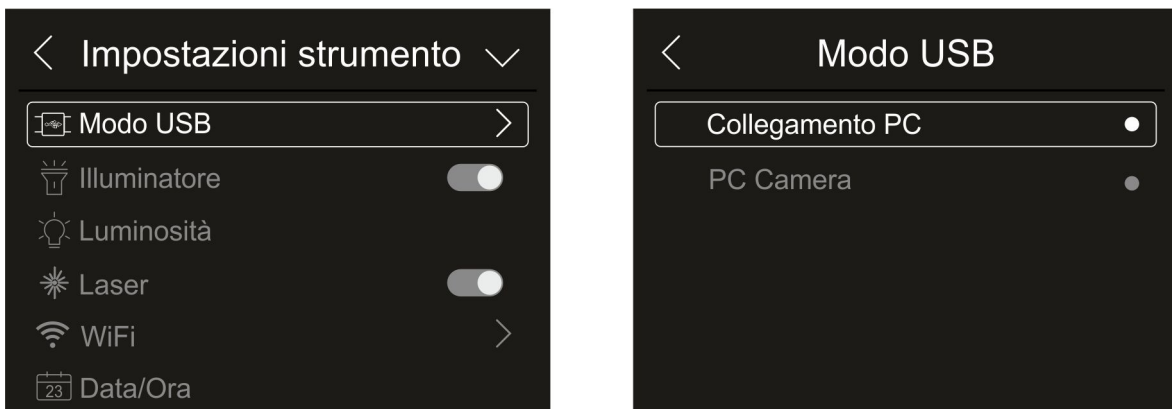 Impostazioni strumento
Modo USB
Illuminatore
Luminosità
Laser
WiFi
23 Data/Ora
Modo USB
Collegamento PC
PC Camera